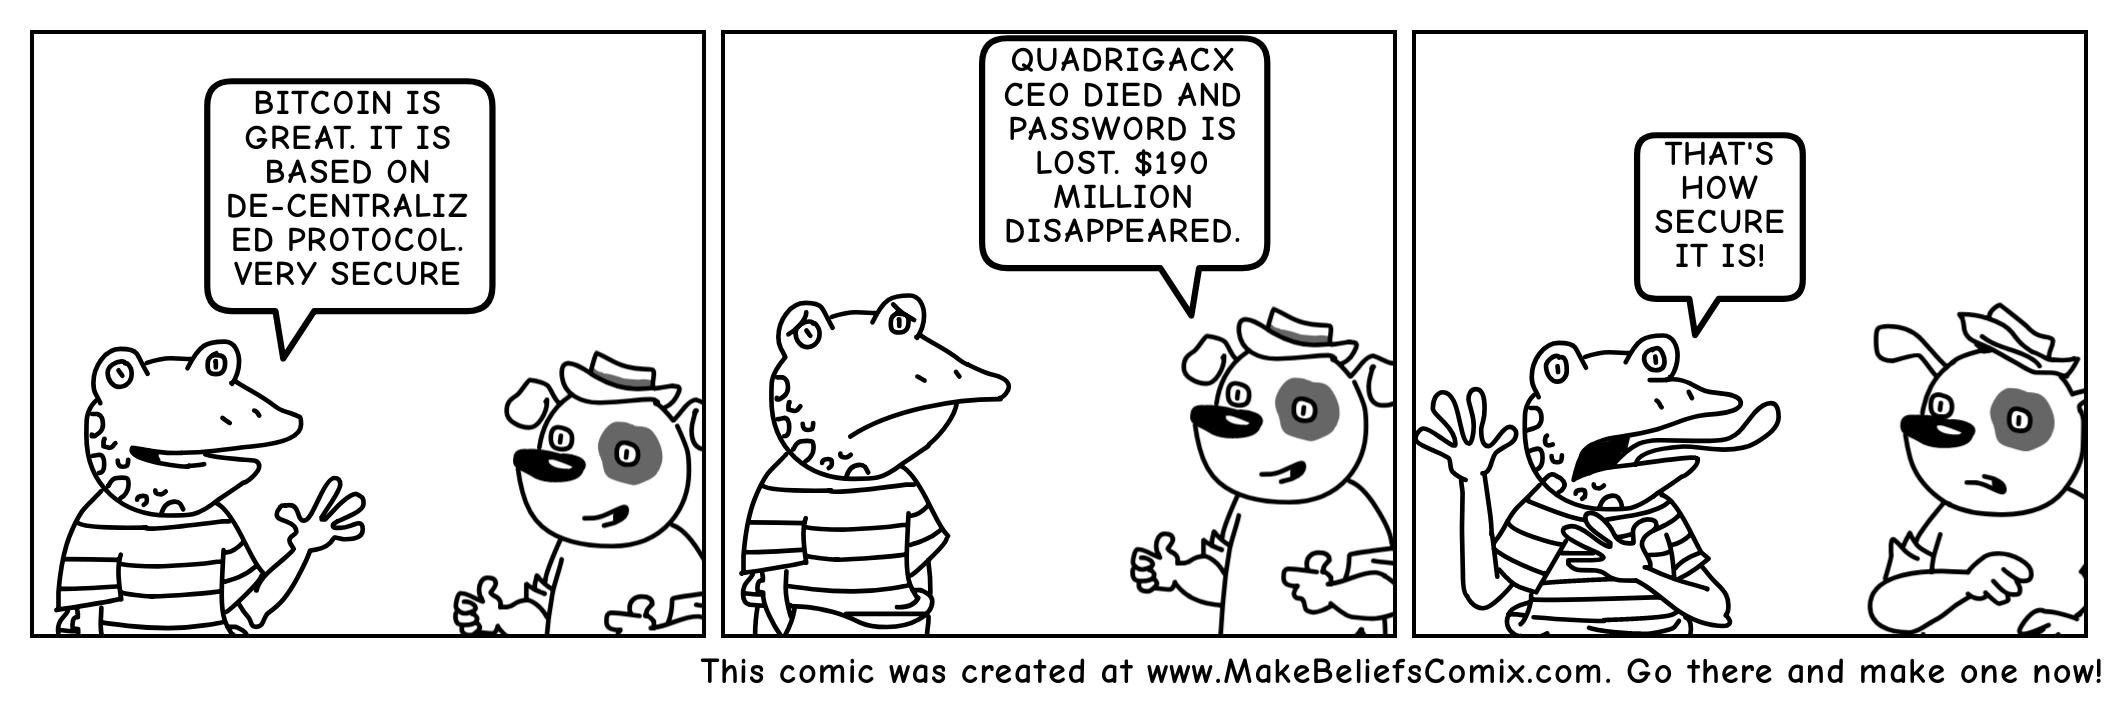 BITCOIN IS
GREAT. IT IS
BASED ON
DE-CENTRALIZ
ED PROTOCOL.
VERY SECURE
QUADRIGACX
CEO DIED AND
PASSWORD IS
LOST. $190
MILLION
DISAPPEARED.
THAT'S
HOW
SECURE
IT IS!
This comic was created at www.MakeBeliefsComix.com. Go there and make one now!